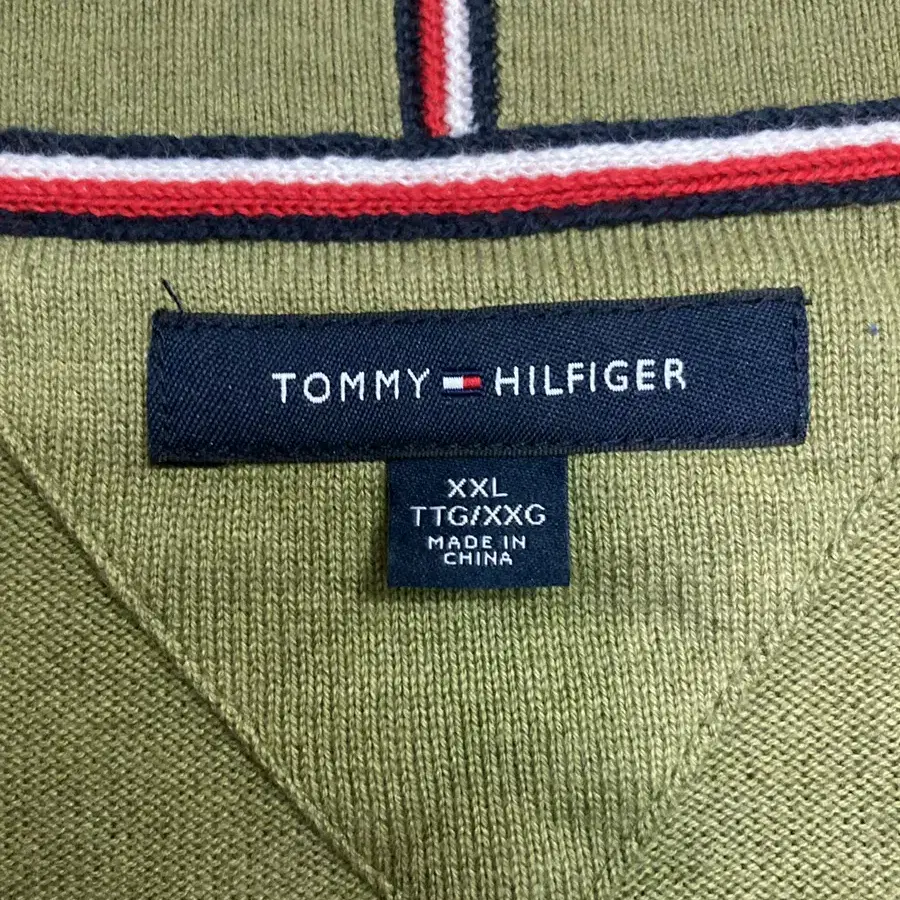 TOMMY HILFIGER
XXL
TTG/XXG
MADE IN
CHINA